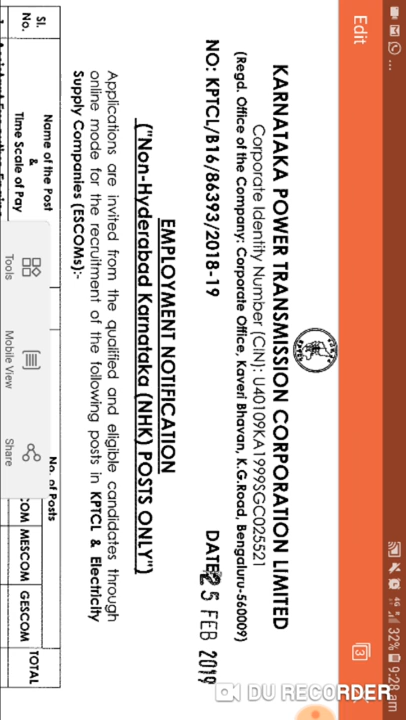 32% 9:28 am
Edit
3
KARNATAKA POWER TRANSMISSION CORPORATION LIMITED
Corporate Identity Number (CIN): U40109KA1999SGC025521
(Regd. Office of the Company: Corporate Office, Kaveri Bhavan, K.G.Road, Bengaluru-560009)
NO: KPTCL/B16/86393/2018-19 DATE: 25 FEB 2019
EMPLOYMENT NOTIFICATION
("Non-Hyderabad Karnataka (NHK) POSTS ONLY")
Applications are invited from the qualified and eligible candidates through
online mode for the recruitment of the following posts in KPTCL & Electricity
Supply Companies (ESCOMs):-
Sl.
No.
Name of the Post
&
Time Scale of Pay
No. of Posts
MESCOM GESCOM TOTAL
Tools Mobile View Share
DU RECORDER